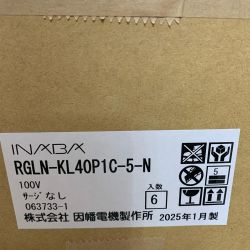 INABA
RGLN-KL40P1C-5-N
100V
サージなし
063733-1
入数
6
5
株式会社 因幡電機製作所
2025年1月製